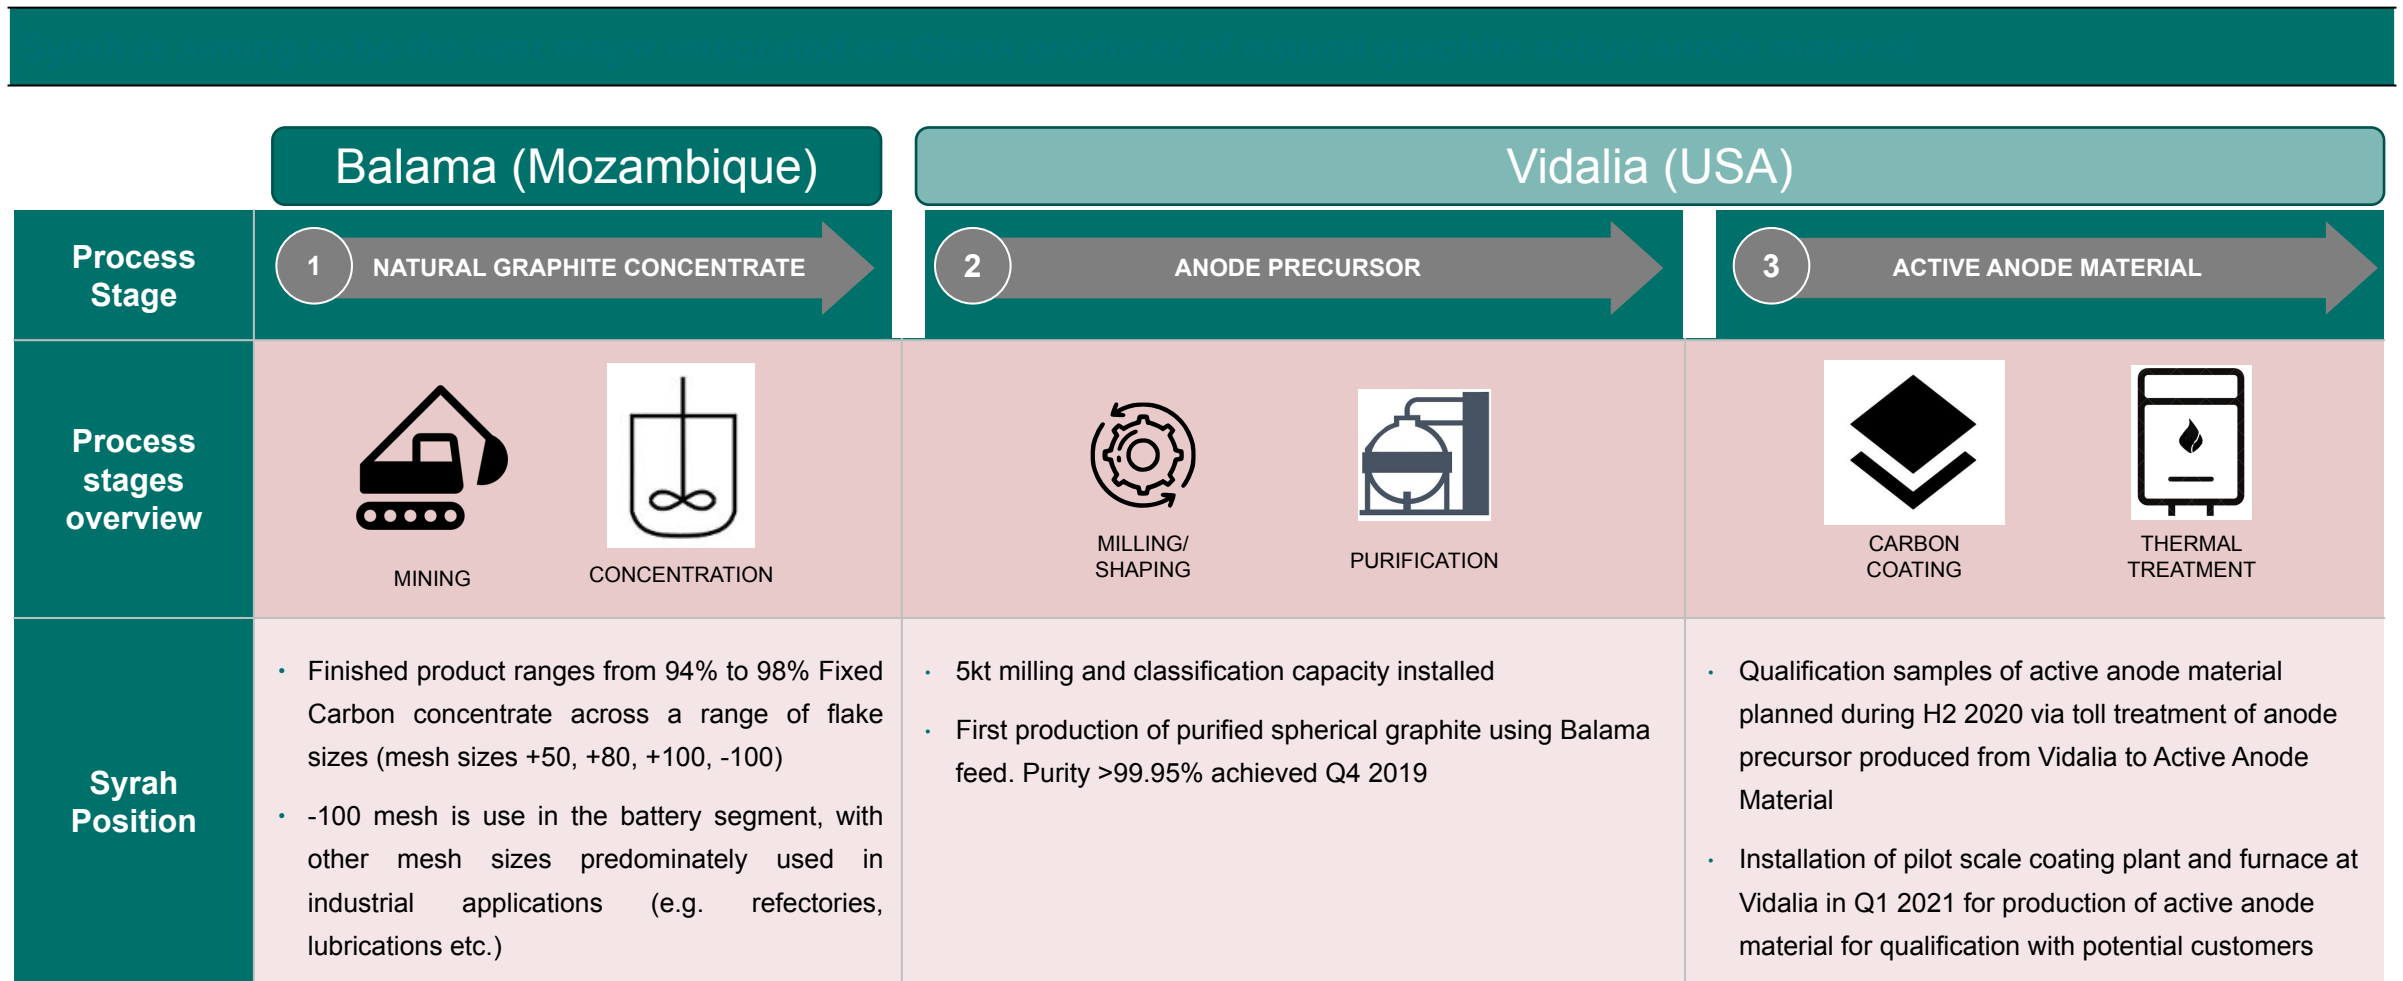 Balama (Mozambique)
Vidalia (USA)
Process
Stage
1
NATURAL GRAPHITE CONCENTRATE
2
ANODE PRECURSOR
3
ACTIVE ANODE MATERIAL
Process
stages
overview
MINING
CONCENTRATION
MILLING/
SHAPING
PURIFICATION
CARBON
COATING
THERMAL
TREATMENT
Syrah
Position
• Finished product ranges from 94% to 98% Fixed
Carbon concentrate across a range of flake
sizes (mesh sizes +50, +80, +100, -100)
• -100 mesh is use in the battery segment, with
other mesh sizes predominately used in
industrial applications (e.g. refectories,
lubrications etc.)
• 5kt milling and classification capacity installed
• First production of purified spherical graphite using Balama
feed. Purity >99.95% achieved Q4 2019
• Qualification samples of active anode material
planned during H2 2020 via toll treatment of anode
precursor produced from Vidalia to Active Anode
Material
• Installation of pilot scale coating plant and furnace at
Vidalia in Q1 2021 for production of active anode
material for qualification with potential customers